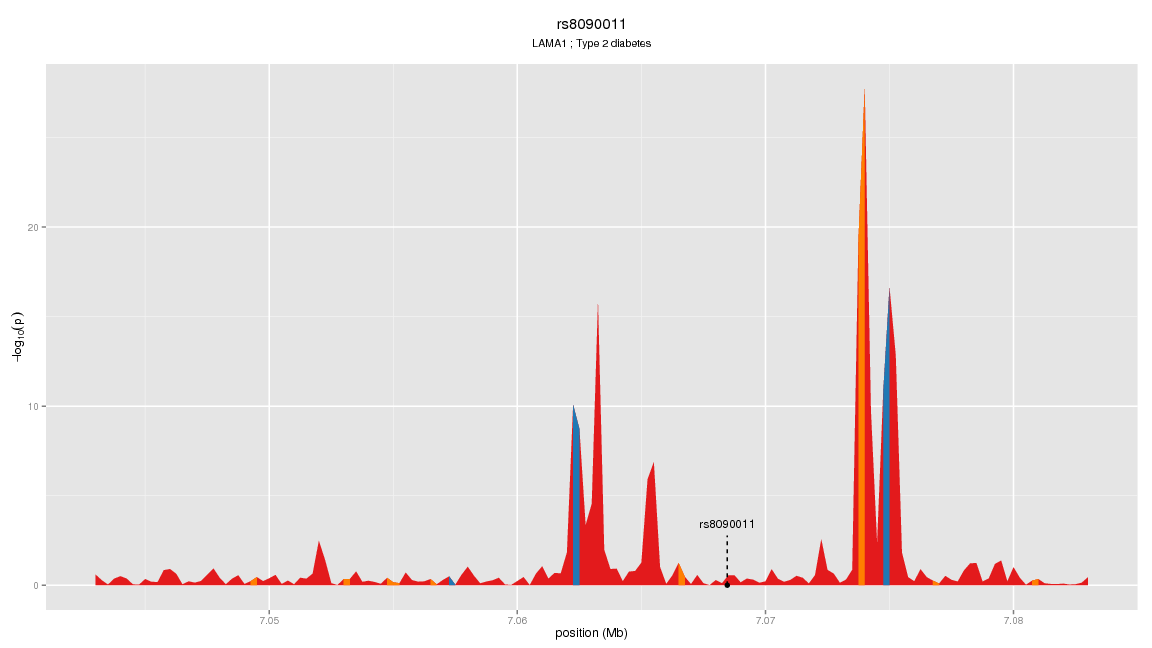 rs8090011
LAMA1 ; Type 2 diabetes
−log10(p)
20
10
0
rs8090011
7.05
7.06
7.07
7.08
position (Mb)